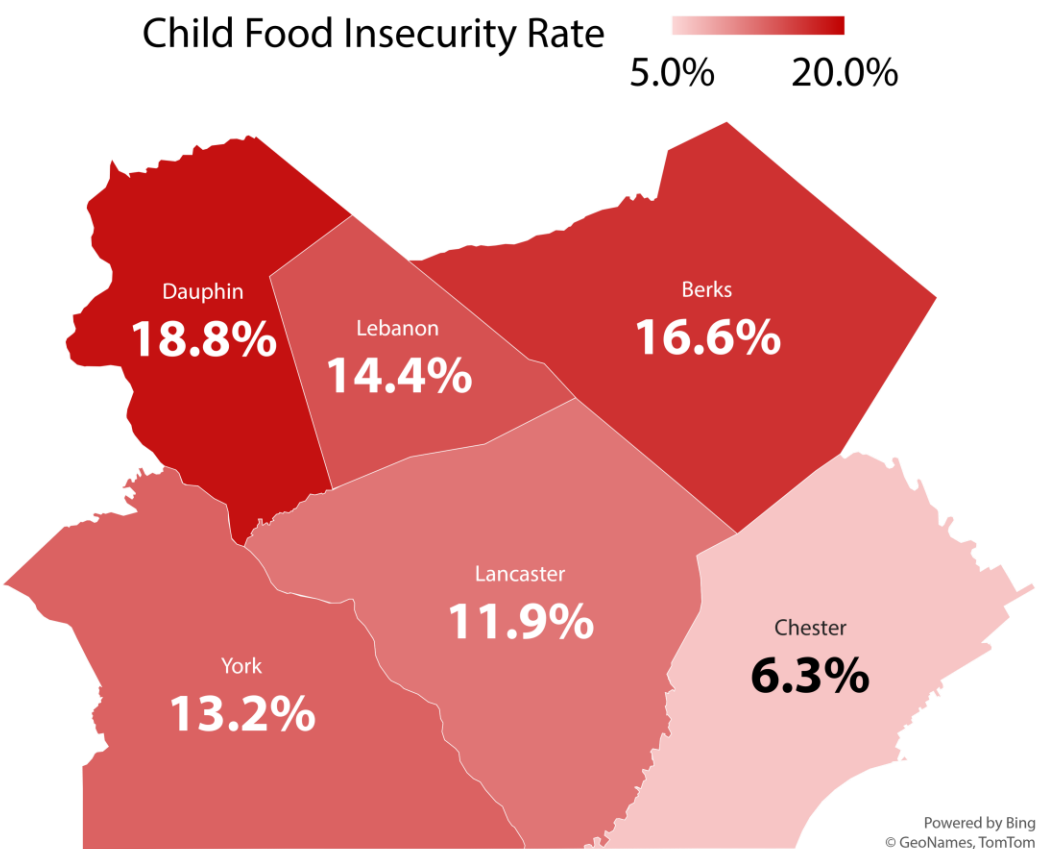 Child Food Insecurity Rate
5.0% 20.0%
Dauphin
18.8%
Lebanon
14.4%
Berks
16.6%
Lancaster
11.9%
Chester
6.3%
York
13.2%
Powered by Bing
© GeoNames, TomTom